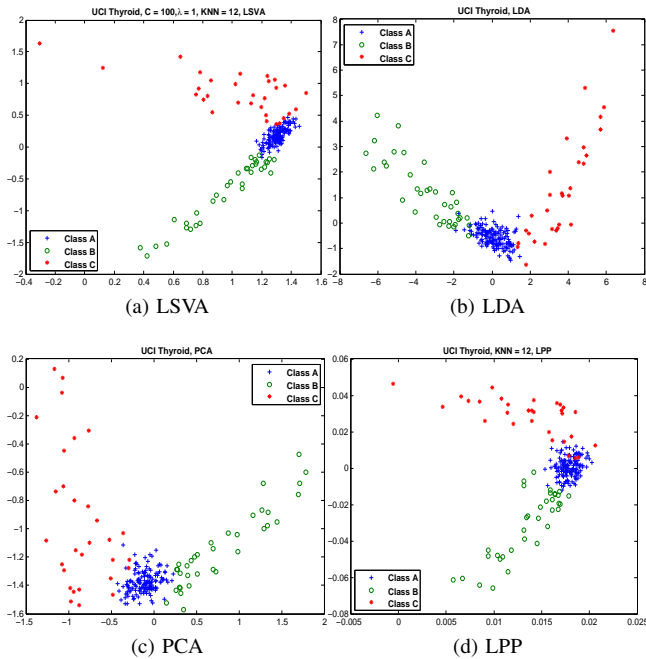 UCI Thyroid, C = 100,λ = 1, KNN = 12, LSVA
2
1.5
1
0.5
0
−0.5
−1
−1.5
2
−0.4 −0.2 0 0.2 0.4 0.6 0.8 1 1.2 1.4 1.6
Class A
Class B
Class C
(a) LSVA
UCI Thyroid, LDA
8
7
6
5
4
3
2
1
0
−1
−2
−8 −6 −4 −2 0 2 4 6 8
Class A
Class B
Class C
(b) LDA
UCI Thyroid, PCA
0.2
0
−0.2
−0.4
−0.6
−0.8
−1
−1.2
−1.4
−1.6
−1.5 −1 −0.5 0 0.5 1 1.5 2
Class A
Class B
Class C
(c) PCA
UCI Thyroid, KNN = 12, LPP
0.06
0.04
0.02
0
−0.02
−0.04
−0.06
−0.08
−0.005 0 0.005 0.01 0.015 0.02 0.025
Class A
Class B
Class C
(d) LPP